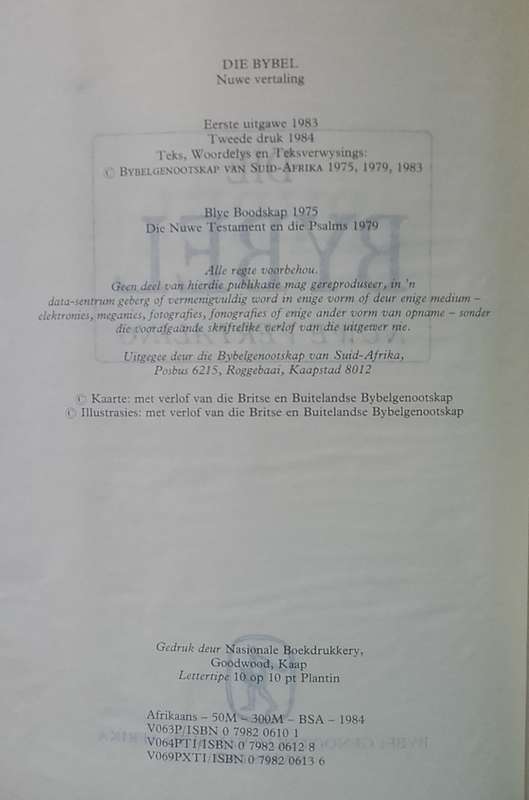 DIE BYBEL
Nuwe vertaling
Eerste uitgawe 1983
Tweede druk 1984
Teks, Woordelys en Teksverwysings:
© BYBELGENOOTSKAP VAN SUID-AFRIKA 1975, 1979, 1983
Blye Boodskap 1975
Die Nuwe Testament en die Psalms 1979
Alle regte voorbehou.
Geen deel van hierdie publikasie mag gereproduseer, in 'n
data-sentrum geberg of vermenigvuldig word in enige vorm of deur enige medium –
elektronies, meganies, fotografies, fonografies of enige ander vorm van opname – sonder
die voorafgaande skriftelike verlof van die uitgewer nie.
Uitgegee deur die Bybelgenootskap van Suid-Afrika,
Posbus 6215, Roggebaai, Kaapstad 8012
© Kaarte: met verlof van die Britse en Buitelandse Bybelgenootskap
© Illustrasies: met verlof van die Britse en Buitelandse Bybelgenootskap
Gedruk deur Nasionale Boekdrukkery,
Goodwood, Kaap
Lettertipe 10 op 10 pt Plantin
Afrikaans – 50M – 300M – BSA – 1984
V063P/ISBN 0 7982 0610 1
V064PTI/ISBN 0 7982 0612 8
V069PXTI/ISBN 0 7982 0613 6